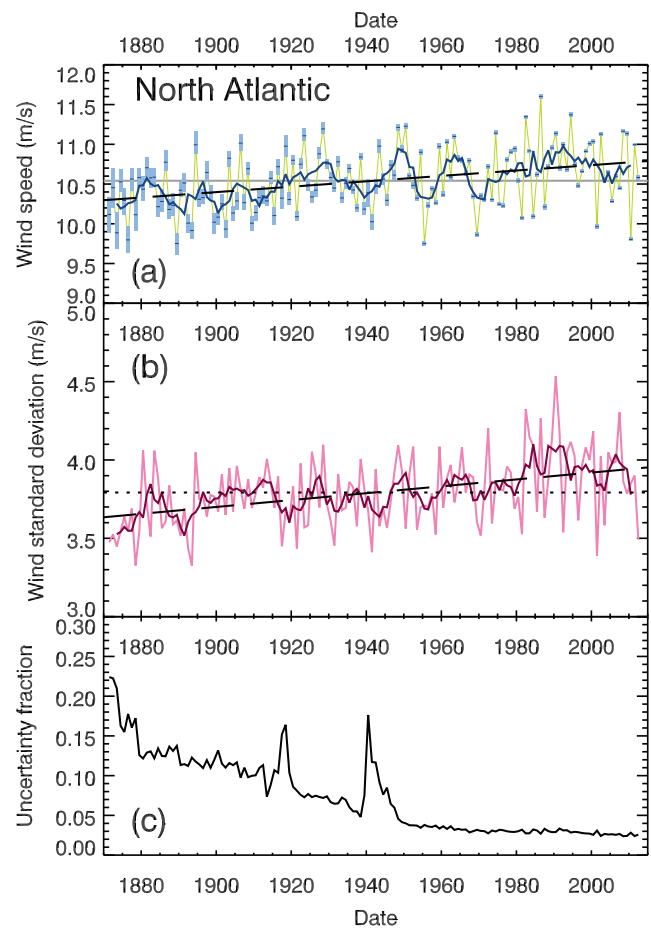 Date
1880 1900 1920 1940 1960 1980 2000
12.0
North Atlantic
11.5
11.0
10.5
10.0
9.5
9.0
Wind speed (m/s)
(a)
5.0
1880 1900 1920 1940 1960 1980 2000
(b)
4.5
4.0
3.5
3.0
Wind standard deviation (m/s)
0.30
1880 1900 1920 1940 1960 1980 2000
0.25
0.20
0.15
0.10
0.05
0.00
Uncertainty fraction
(c)
1880 1900 1920 1940 1960 1980 2000
Date